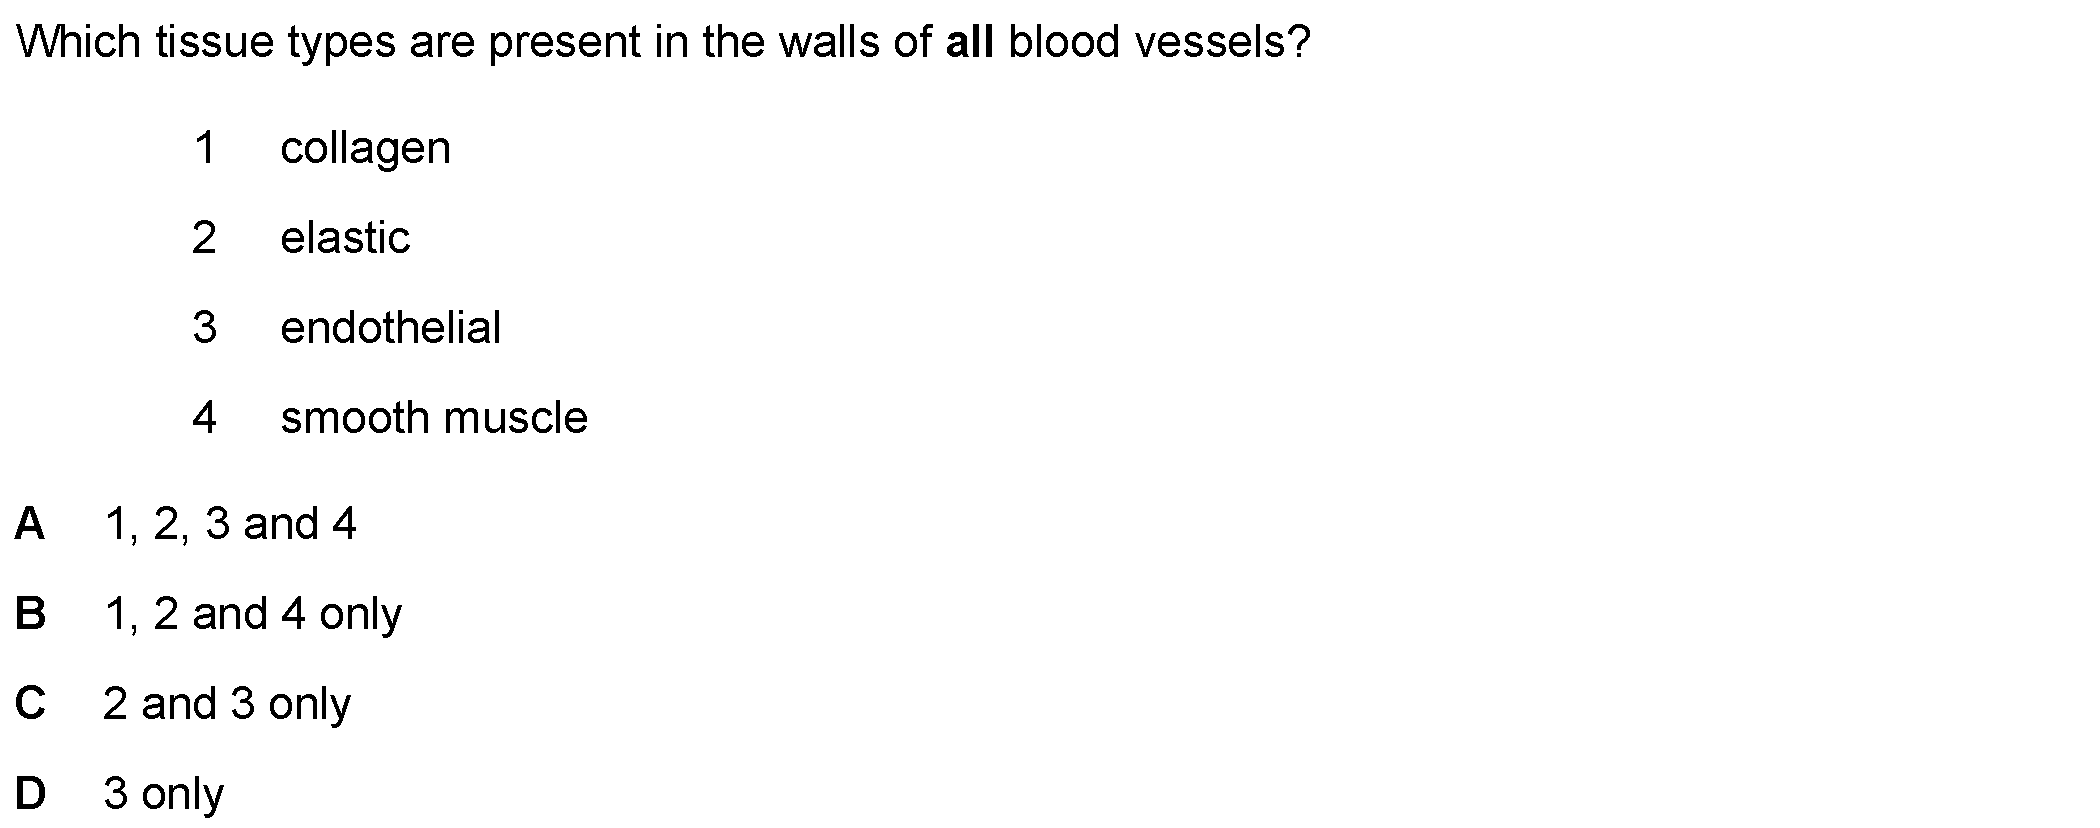 Which tissue types are present in the walls of all blood vessels?
1 collagen
2 elastic
3 endothelial
4 smooth muscle
A 1, 2, 3 and 4
B 1, 2 and 4 only
C 2 and 3 only
D 3 only